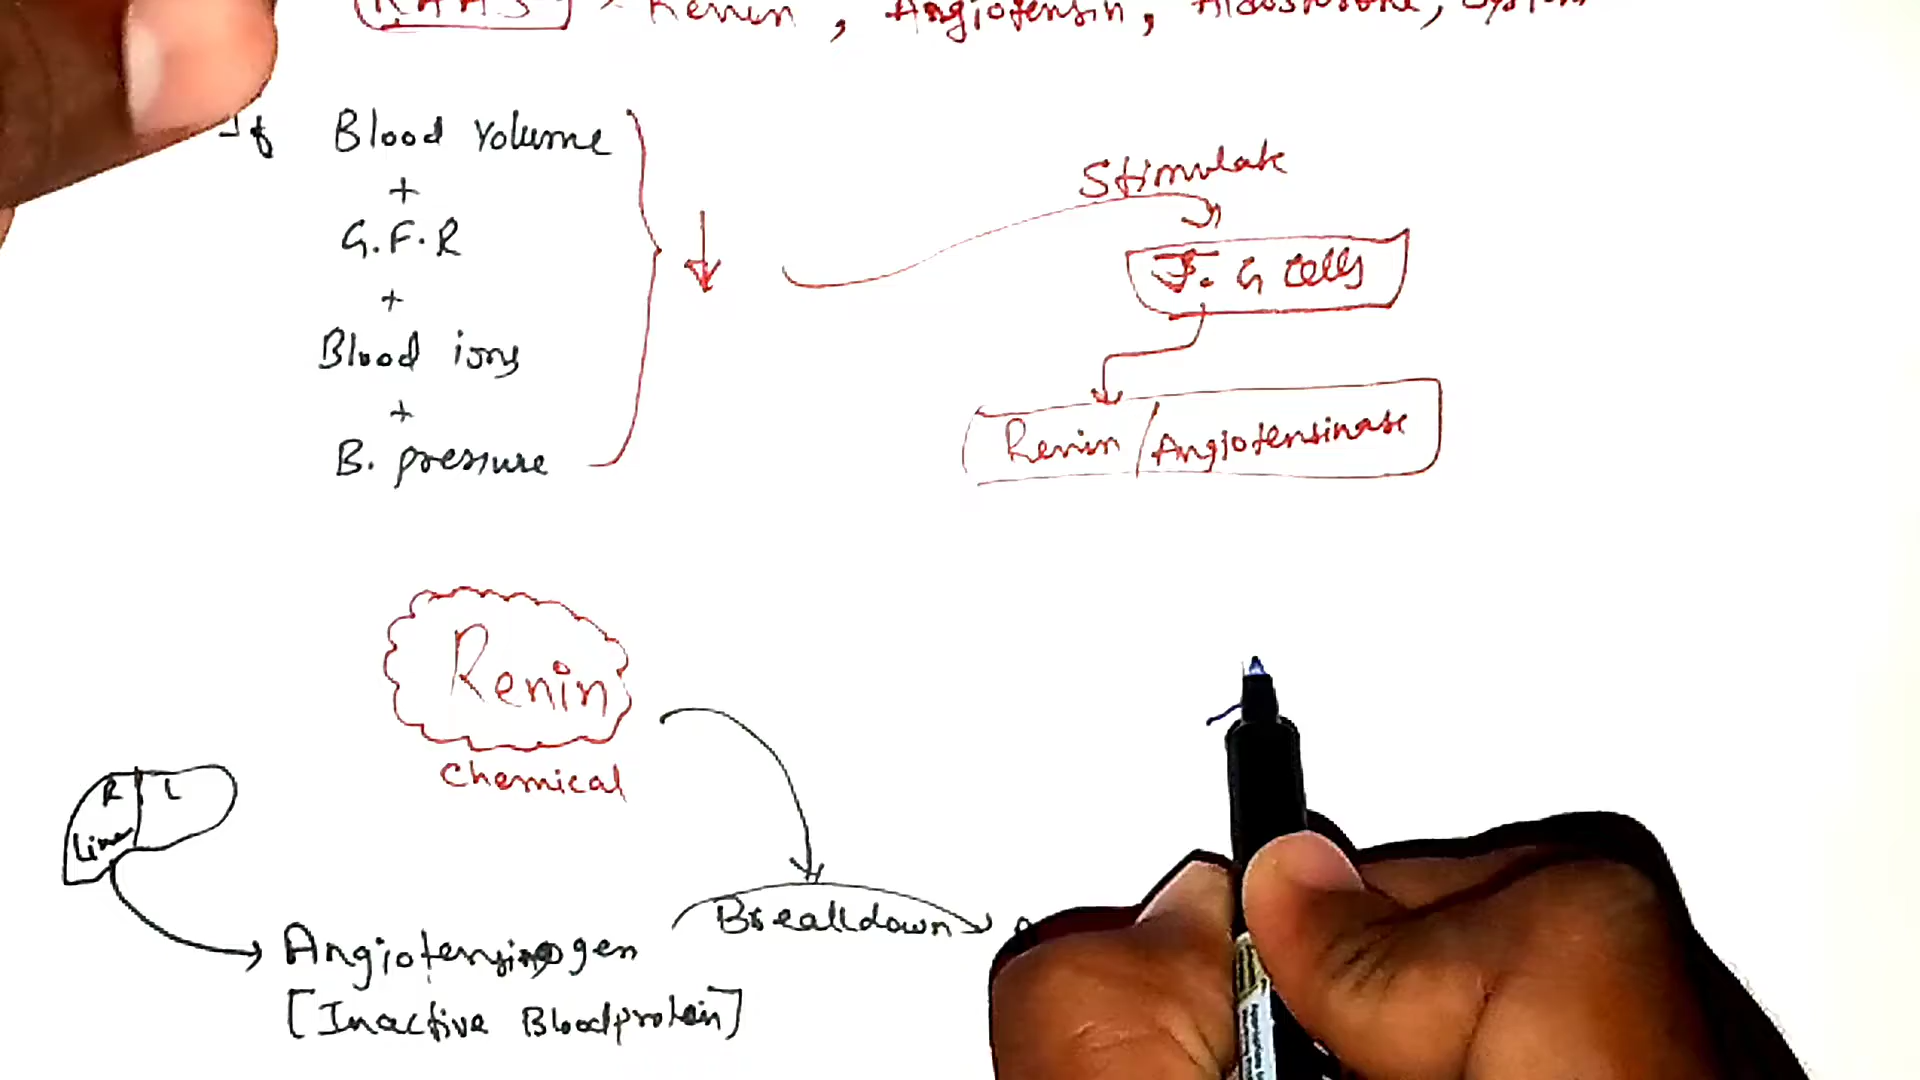 RAAS > Renin, Angiotensin, Aldosterone, System
If Blood Volume
+
G.F.R
+
Blood ions
+
B. pressure
Stimulate
J. G Cells
Renin / Angiotensinase
Renin
Chemical
R L
Liver
Breakdown
Angiotensinogen
[Inactive Bloodprotein]